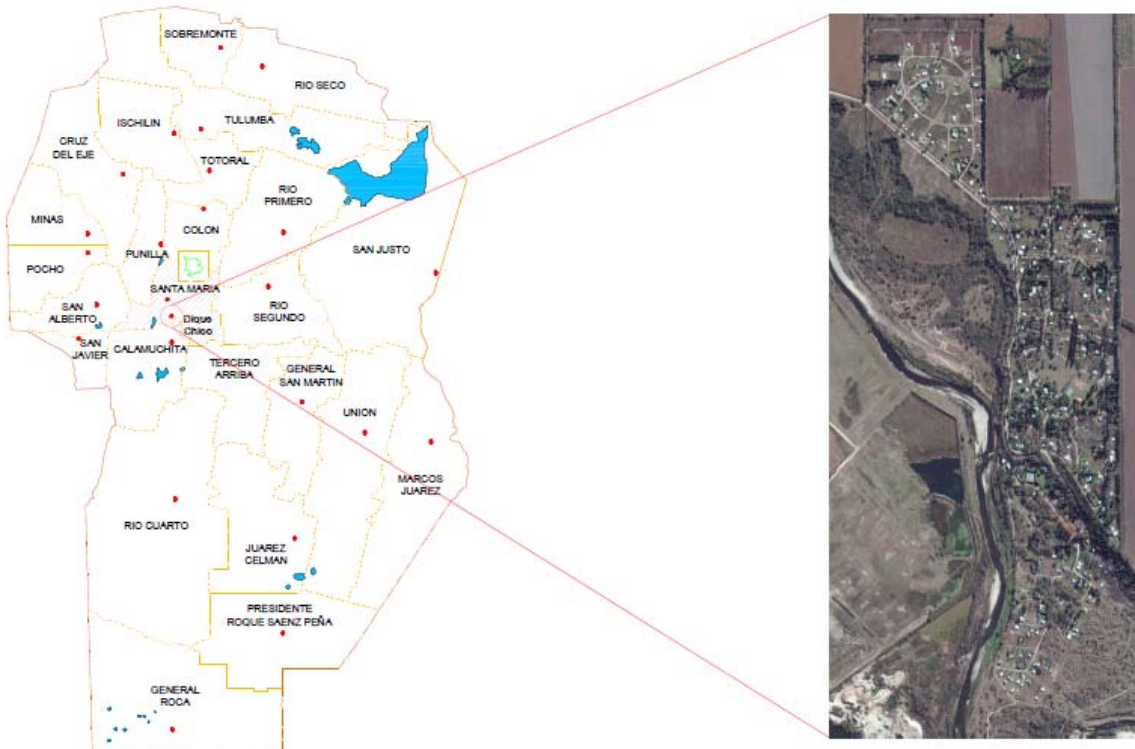 SOBREMONTE
RIO SECO
ISCHILIN
TULUMBA
CRUZ
DEL EJE
TOTORAL
RIO
PRIMERO
MINAS
COLON
PUNILLA
SAN JUSTO
POCHO
SANTA MARIA
SAN
ALBERTO
RIO
SEGUNDO
Dique
Chico
SAN
JAVIER
CALAMUCHITA
TERCERO
ARRIBA
GENERAL
SAN MARTIN
UNION
MARCOS
JUAREZ
RIO CUARTO
JUAREZ
CELMAN
PRESIDENTE
ROQUE SAENZ PEÑA
GENERAL
ROCA